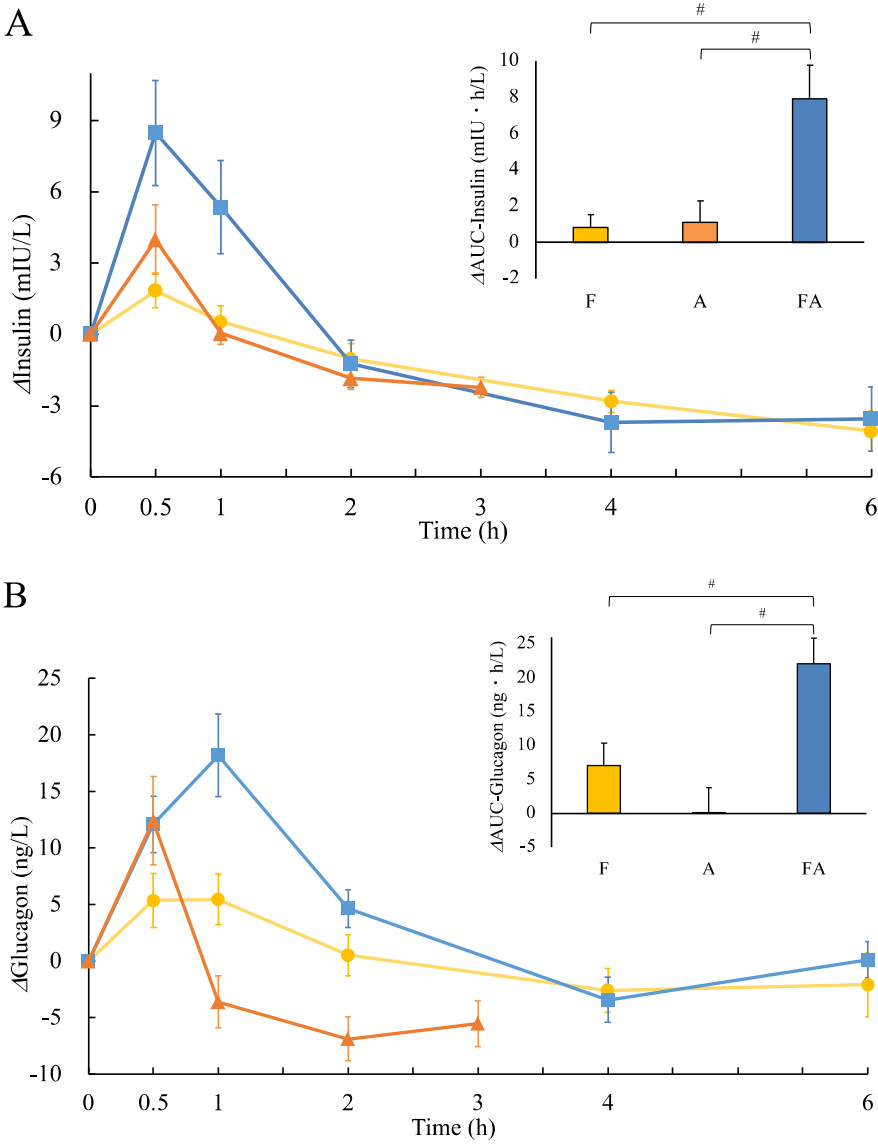 A
ΔInsulin (mIU/L)
9
6
3
0
-3
-6
0 0.5 1 2 3 4 6
Time (h)
#
#
ΔAUC-Insulin (mIU・h/L)
10
8
6
4
2
0
-2
F A FA
B
ΔGlucagon (ng/L)
25
20
15
10
5
0
-5
-10
0 0.5 1 2 3 4 6
Time (h)
#
#
ΔAUC-Glucagon (ng・h/L)
25
20
15
10
5
0
-5
F A FA